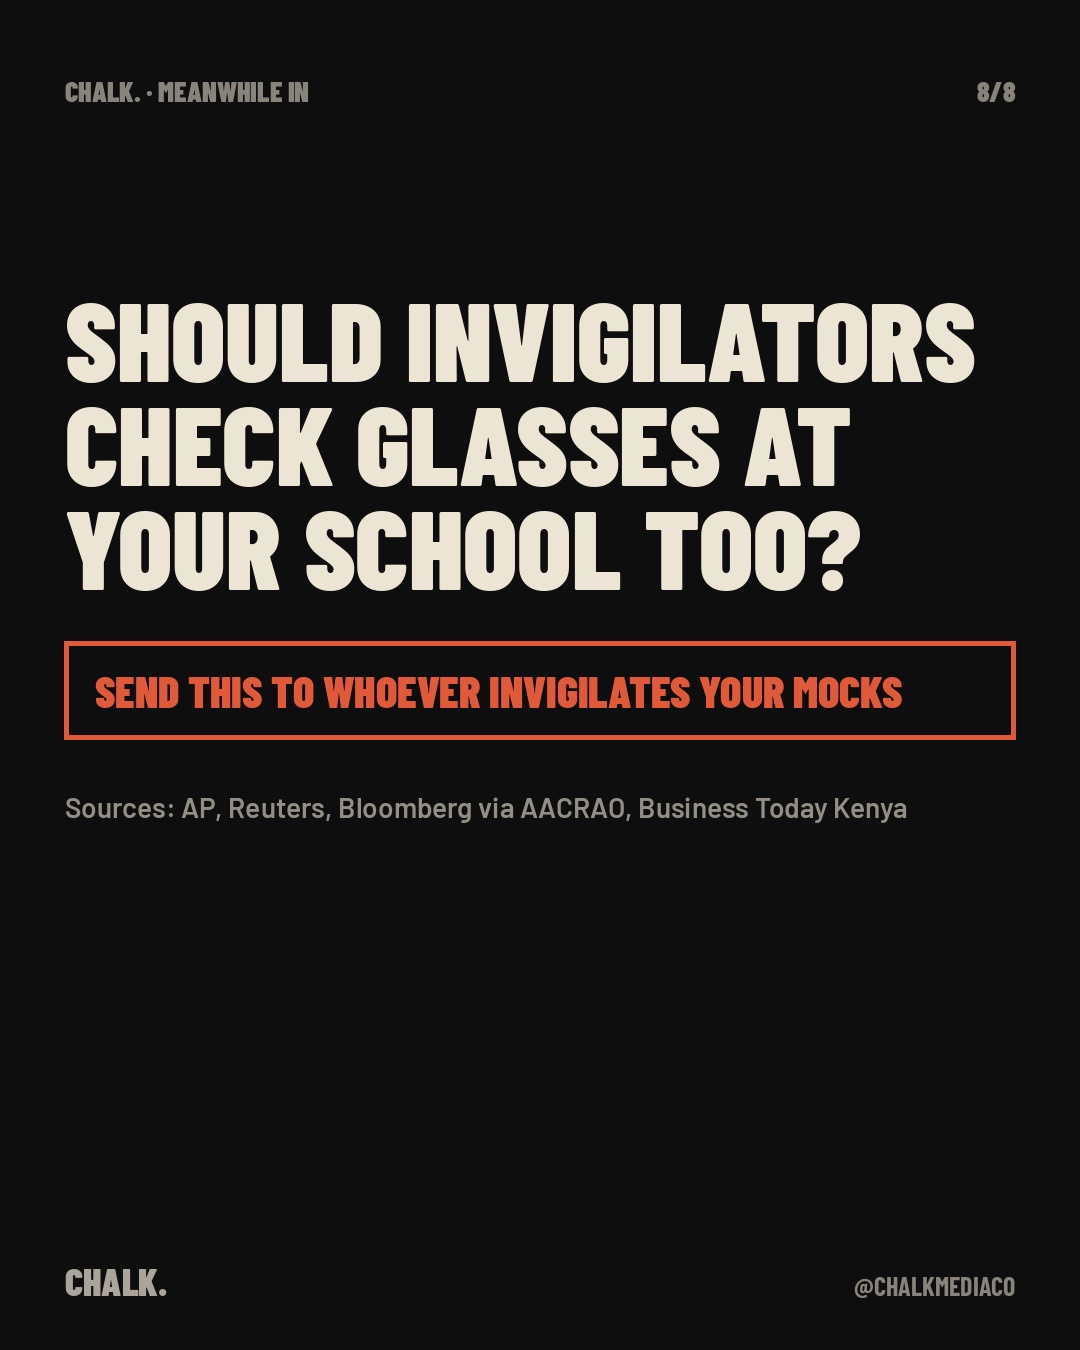 CHALK. · MEANWHILE IN
8/8
SHOULD INVIGILATORS
CHECK GLASSES AT
YOUR SCHOOL TOO?
SEND THIS TO WHOEVER INVIGILATES YOUR MOCKS
Sources: AP, Reuters, Bloomberg via AACRAO, Business Today Kenya
CHALK.
@CHALKMEDIACO